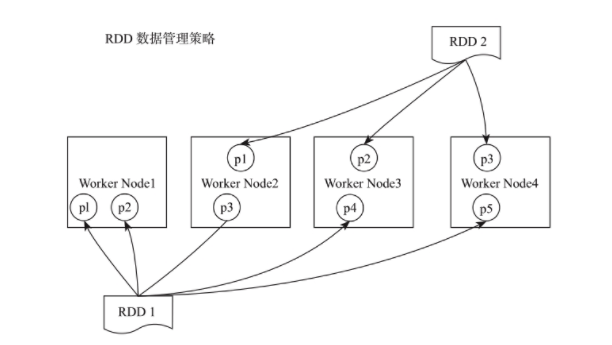 RDD 数据管理策略
RDD 2
p1
p2
p3
Worker Node1
Worker Node2
Worker Node3
Worker Node4
p1
p2
p3
p4
p5
RDD 1